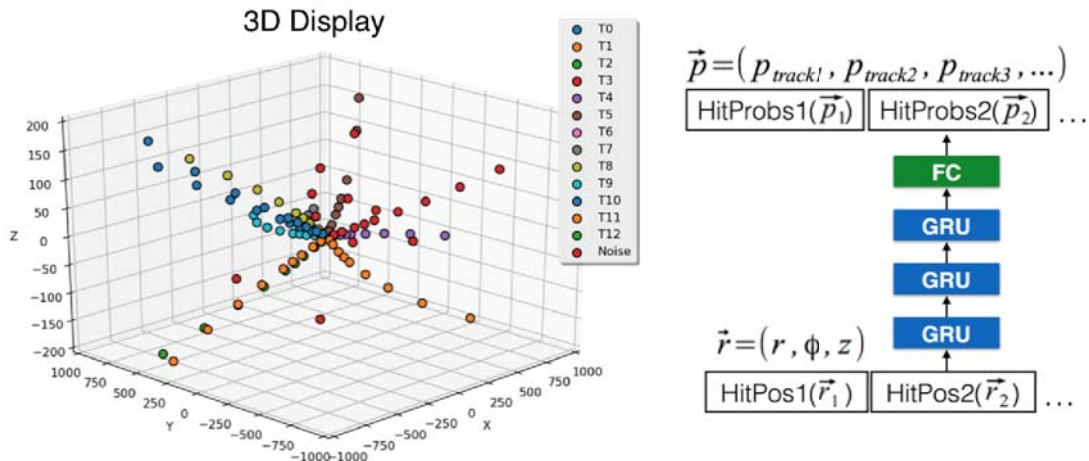 3D Display
T0
T1
T2
T3
T4
T5
T6
T7
T8
T9
T10
T11
T12
Noise
200
150
100
50
0
−50
−100
−150
−200
Z
1000
750
500
250
0
−250
−500
−750
−1000
Y
−1000
−750
−500
−250
0
250
500
750
1000
X
p⃗ = (p_track1, p_track2, p_track3, ...)
HitProbs1(p⃗₁) HitProbs2(p⃗₂) ...
FC
GRU
GRU
GRU
r⃗ = (r, ϕ, z)
HitPos1(r⃗₁) HitPos2(r⃗₂) ...